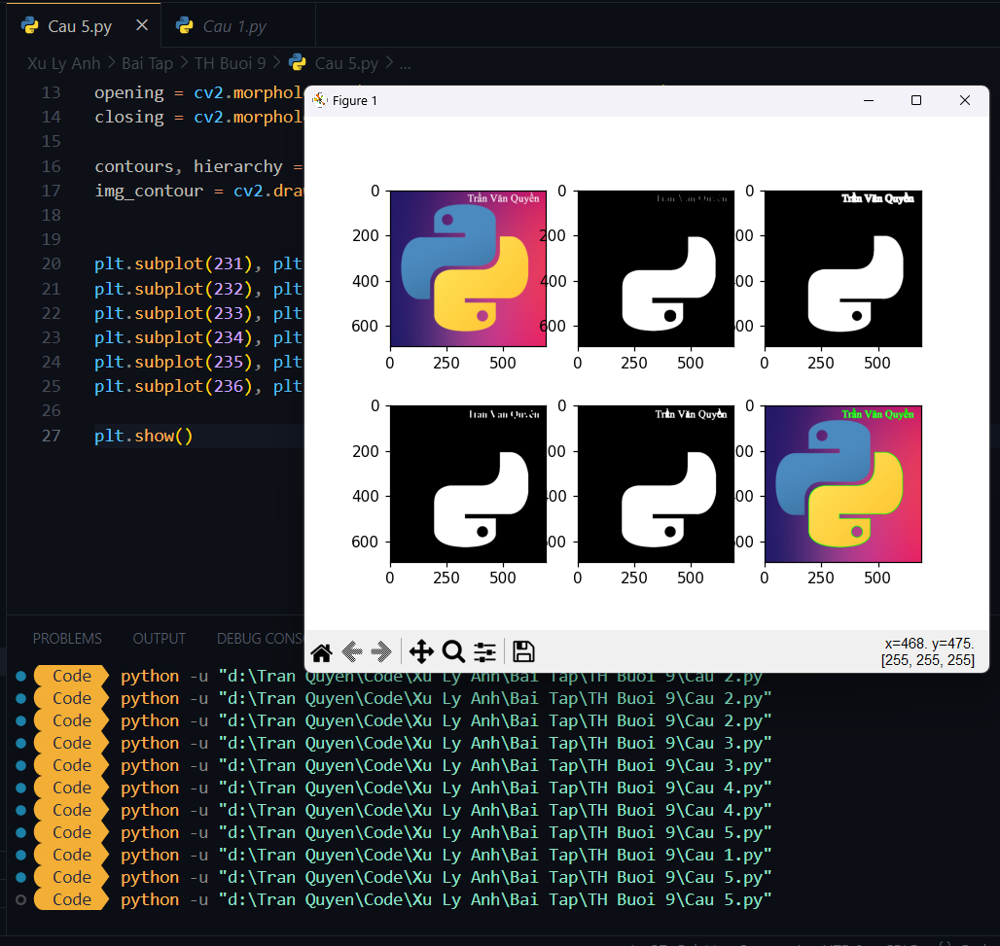 Cau 5.py
Cau 1.py
Xu Ly Anh > Bai Tap > TH Buoi 9 > Cau 5.py > ...
13 opening = cv2.morphol
14 closing = cv2.morphol
15
16 contours, hierarchy =
17 img_contour = cv2.dra
18
19
20 plt.subplot(231), plt
21 plt.subplot(232), plt
22 plt.subplot(233), plt
23 plt.subplot(234), plt
24 plt.subplot(235), plt
25 plt.subplot(236), plt
26
27 plt.show()
Figure 1
Trần Văn Quyền
Trần Văn Quyền
Trần Văn Quyền
0 0 0
200 200 00
400 400 00
600 600 00
0 250 500 0 250 500 0 250 500
Tran Van Quyên
Trần Văn Quyền
Trần Văn Quyền
0 0 0
200 00 00
400 00 00
600 00 00
0 250 500 0 250 500 0 250 500
x=468. y=475.
[255, 255, 255]
PROBLEMS OUTPUT DEBUG CONS
Code python -u "d:\Tran Quyen\Code\Xu Ly Anh\Bai Tap\TH Buoi 9\Cau 2.py"
Code python -u "d:\Tran Quyen\Code\Xu Ly Anh\Bai Tap\TH Buoi 9\Cau 2.py"
Code python -u "d:\Tran Quyen\Code\Xu Ly Anh\Bai Tap\TH Buoi 9\Cau 2.py"
Code python -u "d:\Tran Quyen\Code\Xu Ly Anh\Bai Tap\TH Buoi 9\Cau 3.py"
Code python -u "d:\Tran Quyen\Code\Xu Ly Anh\Bai Tap\TH Buoi 9\Cau 3.py"
Code python -u "d:\Tran Quyen\Code\Xu Ly Anh\Bai Tap\TH Buoi 9\Cau 4.py"
Code python -u "d:\Tran Quyen\Code\Xu Ly Anh\Bai Tap\TH Buoi 9\Cau 4.py"
Code python -u "d:\Tran Quyen\Code\Xu Ly Anh\Bai Tap\TH Buoi 9\Cau 5.py"
Code python -u "d:\Tran Quyen\Code\Xu Ly Anh\Bai Tap\TH Buoi 9\Cau 1.py"
Code python -u "d:\Tran Quyen\Code\Xu Ly Anh\Bai Tap\TH Buoi 9\Cau 5.py"
Code python -u "d:\Tran Quyen\Code\Xu Ly Anh\Bai Tap\TH Buoi 9\Cau 5.py"